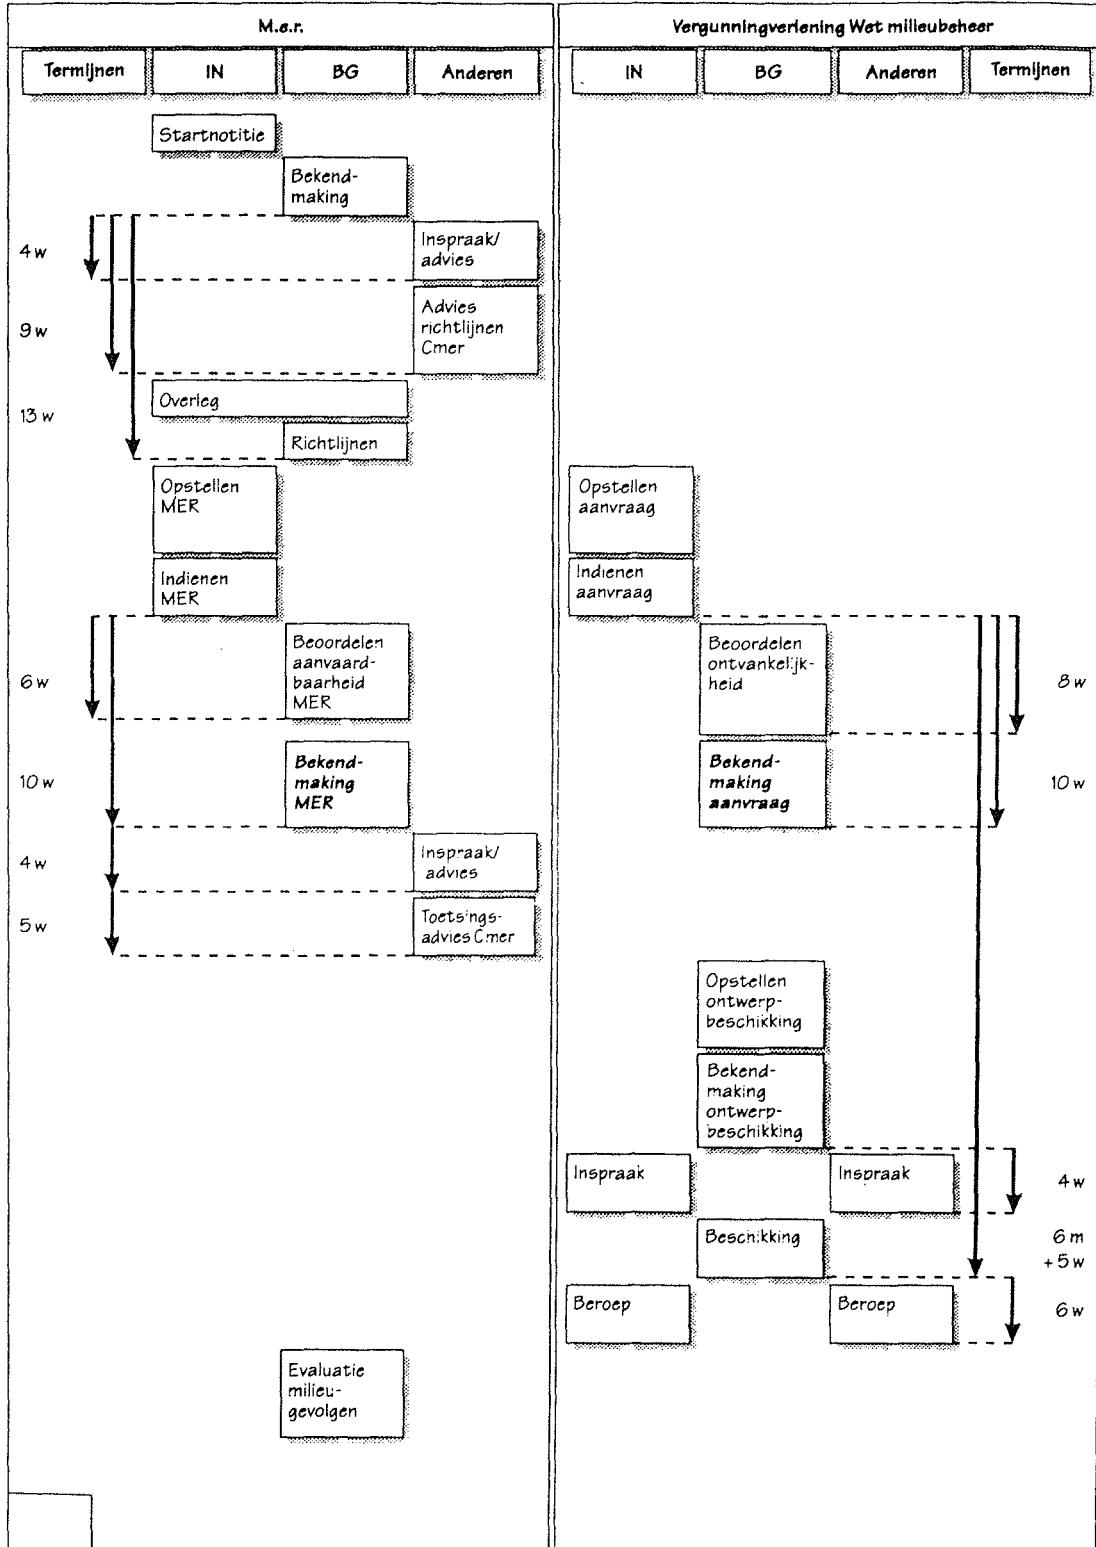 M.e.r.
Vergunningverlening Wet milieubeheer
Termijnen
IN
BG
Anderen
IN
BG
Anderen
Termijnen
Startnotitie
Bekend-
making
4 w
Inspraak/
advies
9 w
Advies
richtlijnen
Cmer
Overleg
13 w
Richtlijnen
Opstellen
MER
Opstellen
aanvraag
Indienen
MER
Indienen
aanvraag
6 w
Beoordelen
aanvaard-
baarheid
MER
Beoordelen
ontvankelijk-
heid
8 w
10 w
Bekend-
making
MER
Bekend-
making
aanvraag
10 w
4 w
Inspraak/
advies
5 w
Toetsings-
advies Cmer
Opstellen
ontwerp-
beschikking
Bekend-
making
ontwerp-
beschikking
Inspraak
Inspraak
4 w
Beschikking
6 m
+ 5 w
Beroep
Beroep
6 w
Evaluatie
milieu-
gevolgen